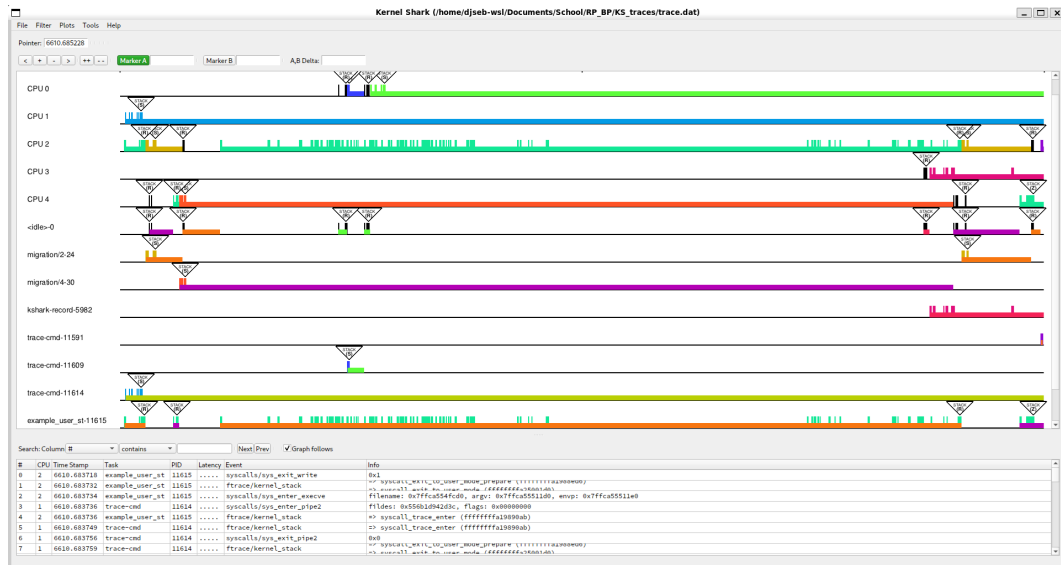 Kernel Shark (/home/djseb-wsl/Documents/School/RP_BP/KS_traces/trace.dat)
File Filter Plots Tools Help
Pointer: 6610.685228
< + - > ++ -- Marker A Marker B A,B Delta:
CPU 0
CPU 1
CPU 2
CPU 3
CPU 4
<idle>-0
migration/2-24
migration/4-30
kshark-record-5982
trace-cmd-11591
trace-cmd-11609
trace-cmd-11614
example_user_st-11615
Search: Column # contains Next Prev Graph follows
# CPU Time Stamp Task PID Latency Event Info
0 2 6610.683718 example_user_st 11615 ..... syscalls/sys_exit_write 0x1
1 2 6610.683732 example_user_st 11615 ..... ftrace/kernel_stack
2 2 6610.683734 example_user_st 11615 ..... syscalls/sys_enter_execve filename: 0x7ffca554fcd0, argv: 0x7ffca55511d0, envp: 0x7ffca55511e0
3 1 6610.683736 trace-cmd 11614 ..... syscalls/sys_enter_pipe2 fildes: 0x556b1d942d3c, flags: 0x00000000
4 2 6610.683736 example_user_st 11615 ..... ftrace/kernel_stack => syscall_trace_enter (ffffffffa19890ab)
5 1 6610.683749 trace-cmd 11614 ..... ftrace/kernel_stack => syscall_trace_enter (ffffffffa19890ab)
6 1 6610.683756 trace-cmd 11614 ..... syscalls/sys_exit_pipe2 0x0
7 1 6610.683759 trace-cmd 11614 ..... ftrace/kernel_stack